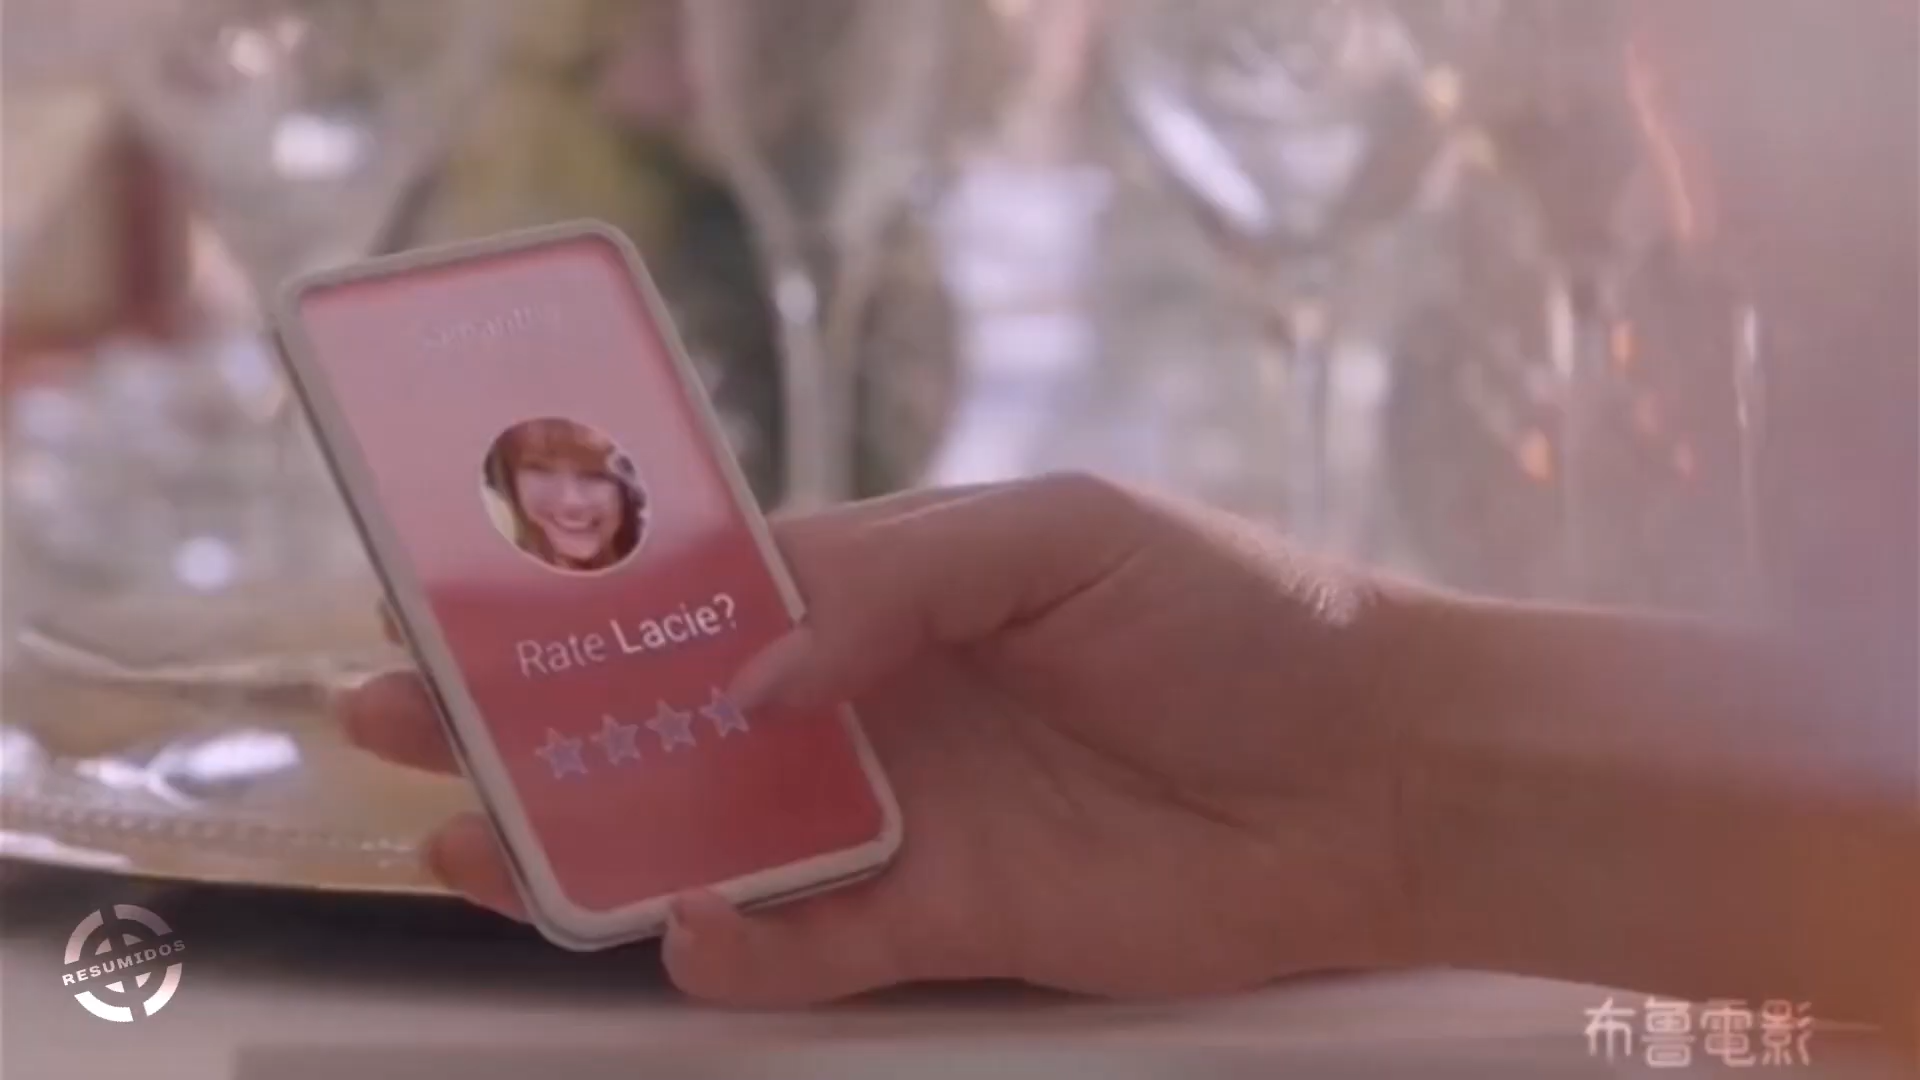 Rate Lacie?
RESUMIDOS
布魯電影